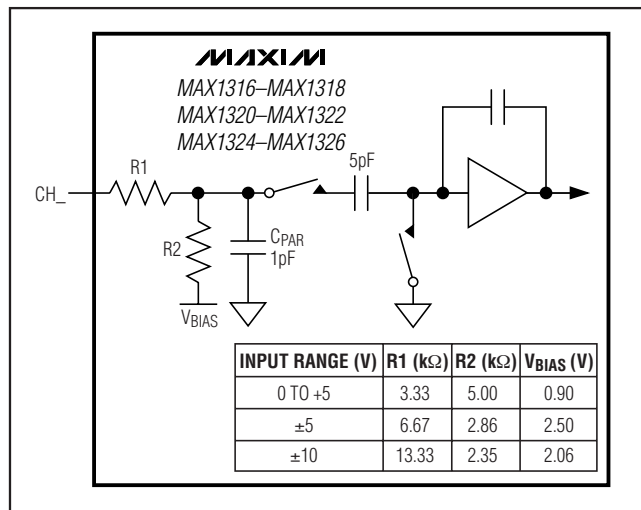 MAXIM
MAX1316–MAX1318
MAX1320–MAX1322
MAX1324–MAX1326
5pF
R1
CH_
R2
CPAR
1pF
VBIAS
INPUT RANGE (V) R1 (kΩ) R2 (kΩ) VBIAS (V)
0 TO +5 3.33 5.00 0.90
±5 6.67 2.86 2.50
±10 13.33 2.35 2.06